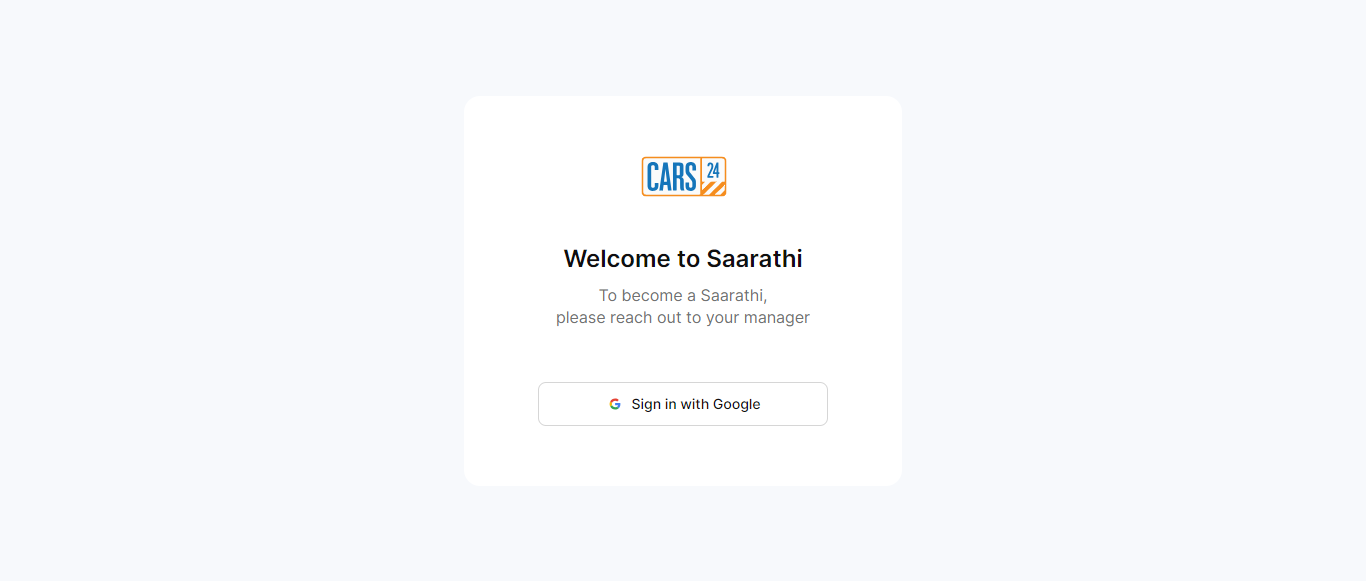 CARS 24
Welcome to Saarathi
To become a Saarathi,
please reach out to your manager
Sign in with Google